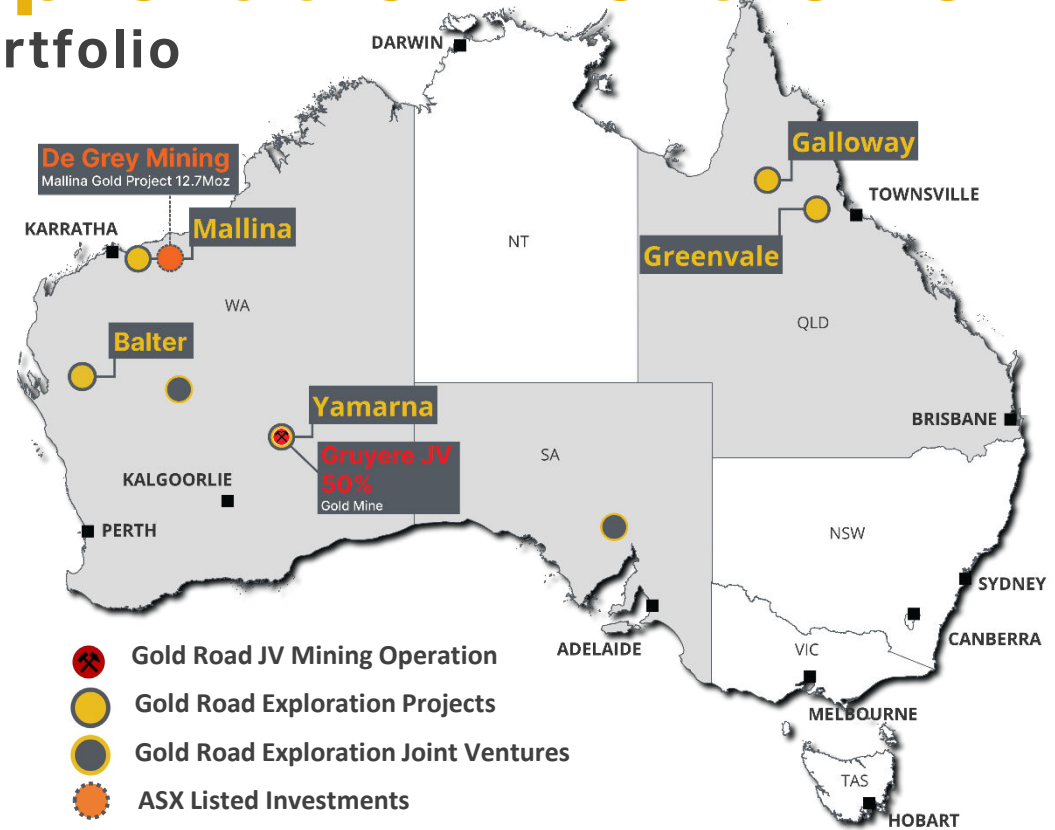 rtfolio
DARWIN
De Grey Mining
Mallina Gold Project 12.7Moz
Galloway
TOWNSVILLE
KARRATHA
Mallina
NT
Greenvale
WA
QLD
Balter
Yamarna
BRISBANE
Gruyere JV
50%
Gold Mine
SA
KALGOORLIE
PERTH
NSW
SYDNEY
CANBERRA
ADELAIDE
VIC
MELBOURNE
TAS
HOBART
Gold Road JV Mining Operation
Gold Road Exploration Projects
Gold Road Exploration Joint Ventures
ASX Listed Investments